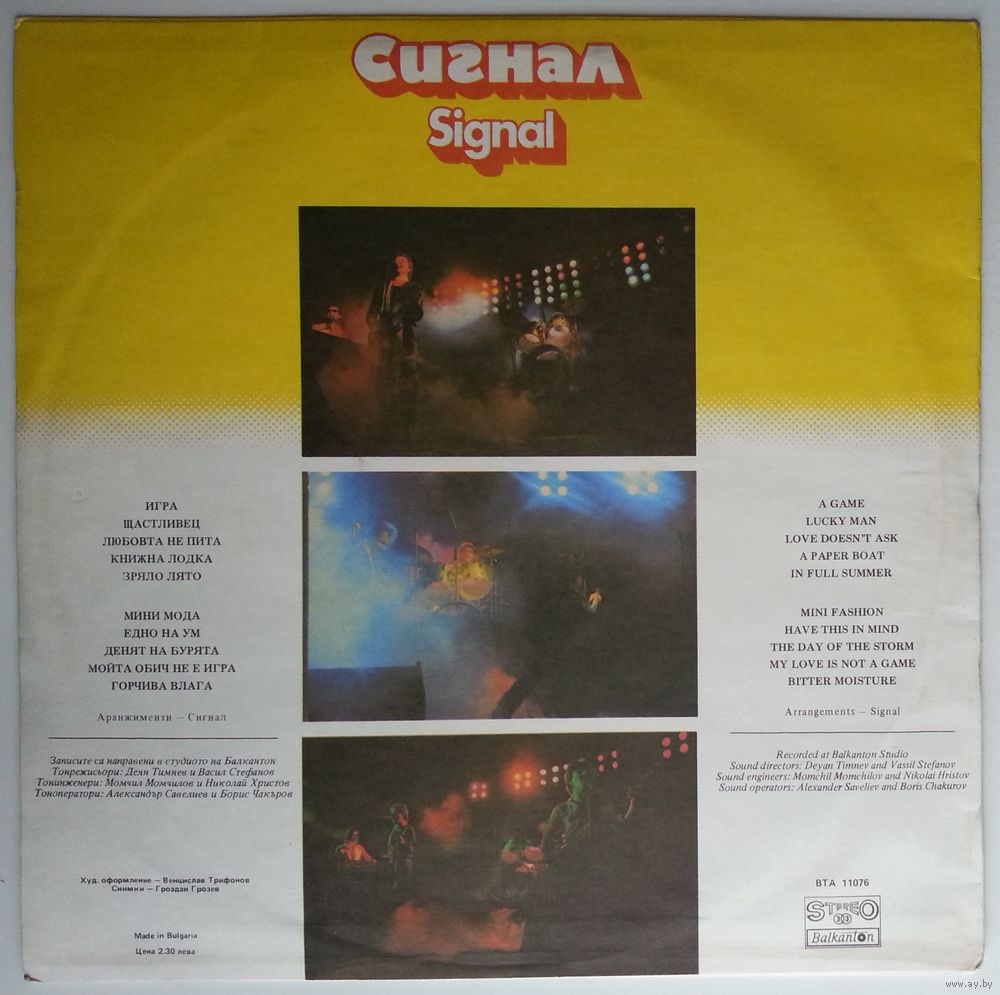 Сигнал
Signal
ИГРА
ЩАСТЛИВЕЦ
ЛЮБОВТА НЕ ПИТА
КНИЖНА ЛОДКА
ЗРЯЛО ЛЯТО
МИНИ МОДА
ЕДНО НА УМ
ДЕНЯТ НА БУРЯТА
МОЙТА ОБИЧ НЕ Е ИГРА
ГОРЧИВА ВЛАГА
Аранжименти – Сигнал
Записите са направени в студиото на Балкантон
Тонрежисьори: Деян Тимнев и Васил Стефанов
Тонинженери: Момчил Момчилов и Николай Христов
Тоноператори: Александър Савелиев и Борис Чакъров
Худ. оформление – Венцислав Трифонов
Снимки – Гроздан Грозев
Made in Bulgaria
Цена 2.30 лева
A GAME
LUCKY MAN
LOVE DOESN'T ASK
A PAPER BOAT
IN FULL SUMMER
MINI FASHION
HAVE THIS IN MIND
THE DAY OF THE STORM
MY LOVE IS NOT A GAME
BITTER MOISTURE
Arrangements – Signal
Recorded at Balkanton Studio
Sound directors: Deyan Timnev and Vassil Stefanov
Sound engineers: Momchil Momchilov and Nikolai Hristov
Sound operators: Alexander Saveliev and Boris Chakurov
ВТА 11076
STEREO
33
Balkanton
www.ay.by